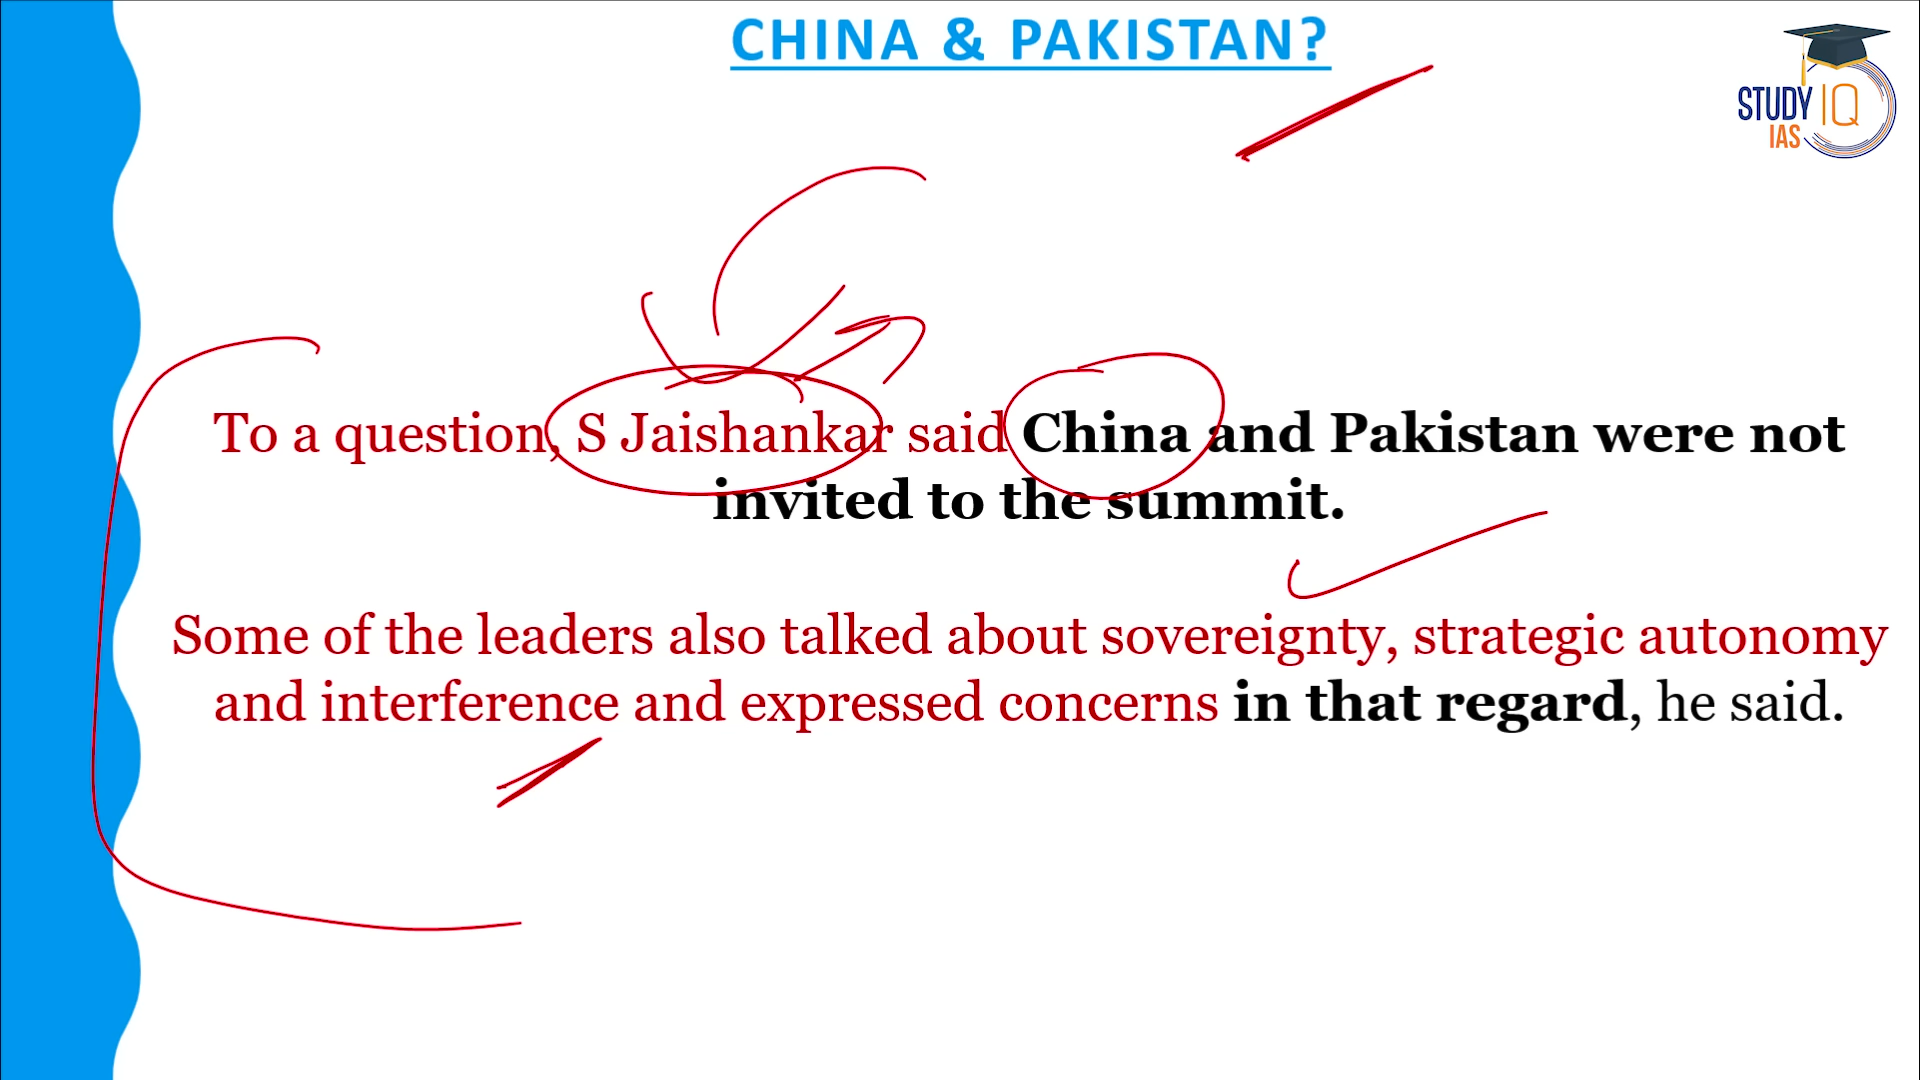 CHINA & PAKISTAN?
STUDY IQ
IAS
To a question, S Jaishankar said China and Pakistan were not
invited to the summit.
Some of the leaders also talked about sovereignty, strategic autonomy
and interference and expressed concerns in that regard, he said.